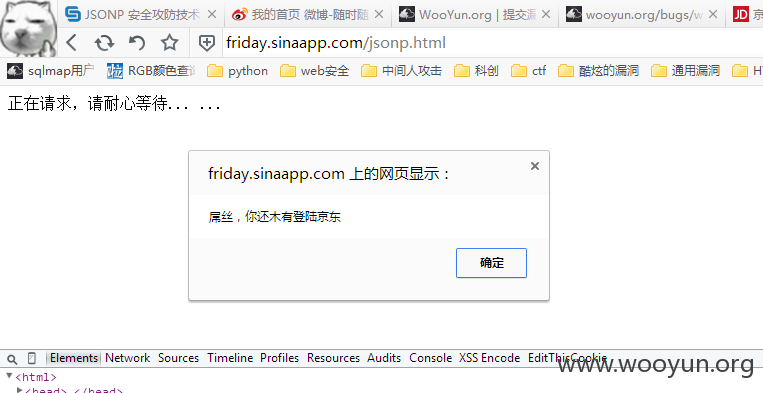 JSONP 安全攻防技术
我的首页 微博-随时随
WooYun.org | 提交漏
wooyun.org/bugs/w
JD
friday.sinaapp.com/jsonp.html
sqlmap用户
RGB颜色查询
python
web安全
中间人攻击
科创
ctf
酷炫的漏洞
通用漏洞
正在请求，请耐心等待... ...
friday.sinaapp.com 上的网页显示：
屌丝，你还木有登陆京东
确定
Elements Network Sources Timeline Profiles Resources Audits Console XSS Encode EditThisCookie
www.wooyun.org
<html>
<head> </head>